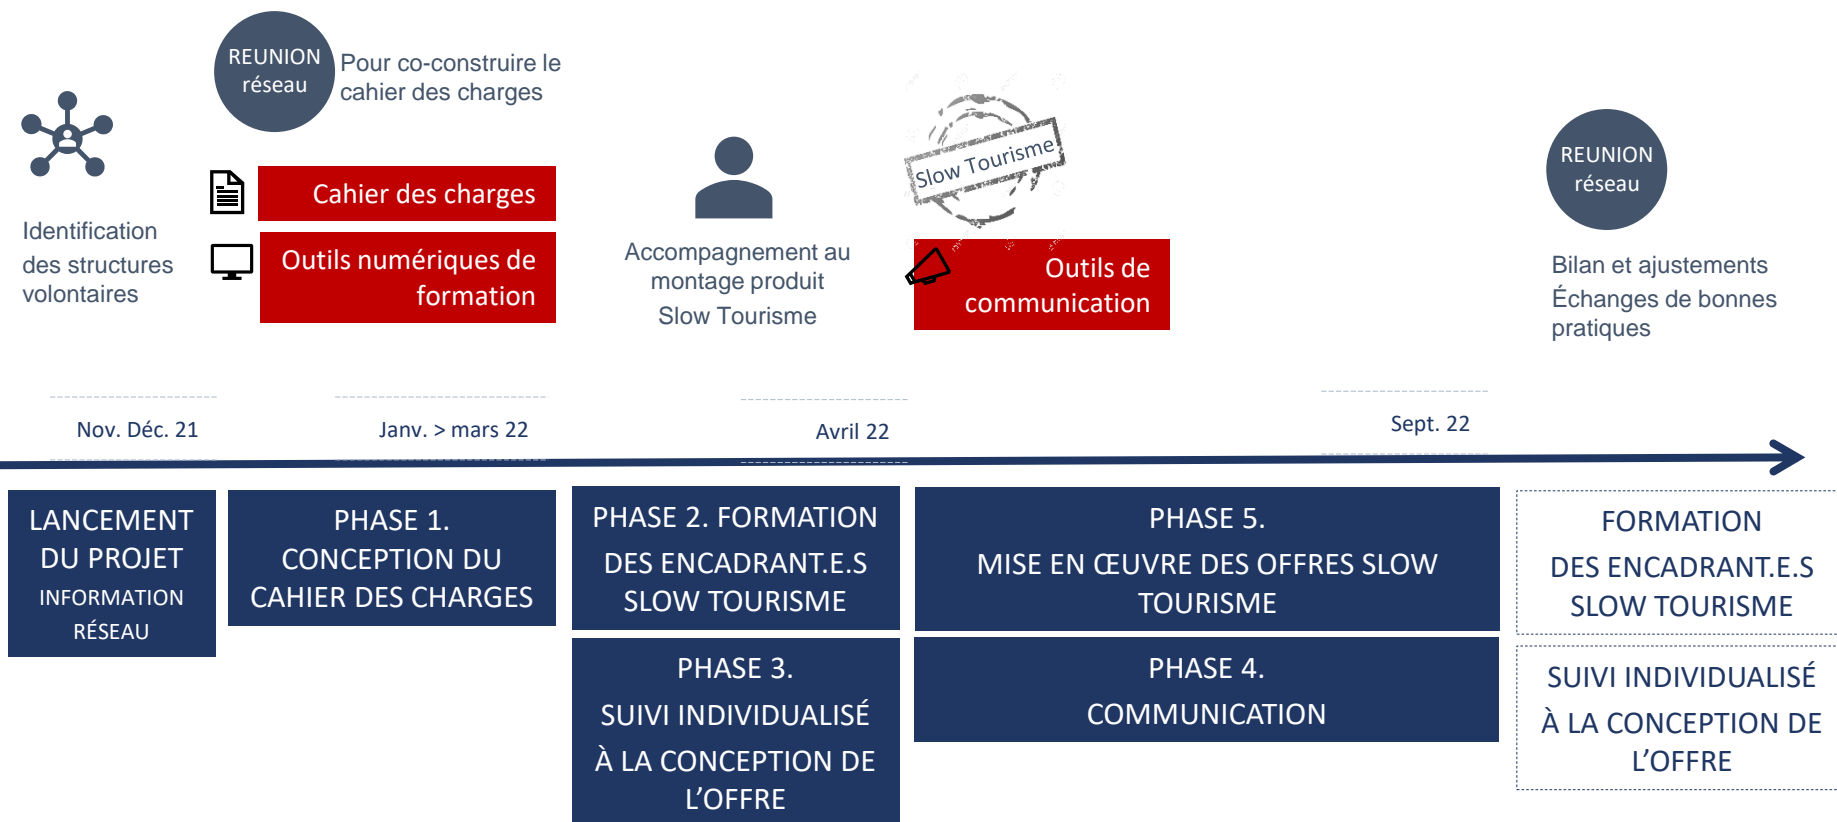 REUNION
réseau
Pour co-construire le
cahier des charges
Cahier des charges
Outils numériques de
formation
Identification
des structures
volontaires
Accompagnement au
montage produit
Slow Tourisme
Slow Tourisme
Outils de
communication
REUNION
réseau
Bilan et ajustements
Échanges de bonnes
pratiques
Nov. Déc. 21
Janv. > mars 22
Avril 22
Sept. 22
LANCEMENT
DU PROJET
INFORMATION
RÉSEAU
PHASE 1.
CONCEPTION DU
CAHIER DES CHARGES
PHASE 2. FORMATION
DES ENCADRANT.E.S
SLOW TOURISME
PHASE 3.
SUIVI INDIVIDUALISÉ
À LA CONCEPTION DE
L’OFFRE
PHASE 5.
MISE EN ŒUVRE DES OFFRES SLOW
TOURISME
PHASE 4.
COMMUNICATION
FORMATION
DES ENCADRANT.E.S
SLOW TOURISME
SUIVI INDIVIDUALISÉ
À LA CONCEPTION DE
L’OFFRE